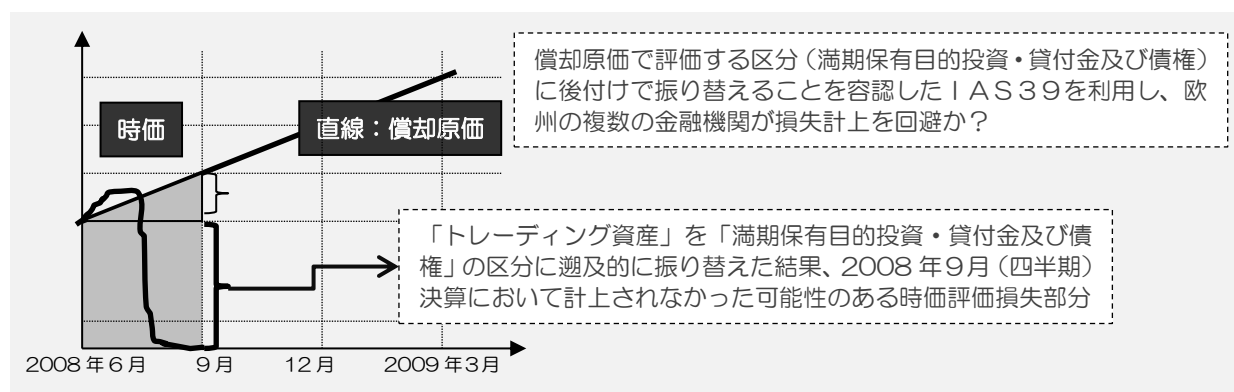 償却原価で評価する区分（満期保有目的投資・貸付金及び債権）
に後付けで振り替えることを容認したＩＡＳ３９を利用し、欧
州の複数の金融機関が損失計上を回避か？
時価
直線：償却原価
「トレーディング資産」を「満期保有目的投資・貸付金及び債
権」の区分に遡及的に振り替えた結果、2008 年９月（四半期）
決算において計上されなかった可能性のある時価評価損失部分
2008 年６月
９月
12月
2009 年３月